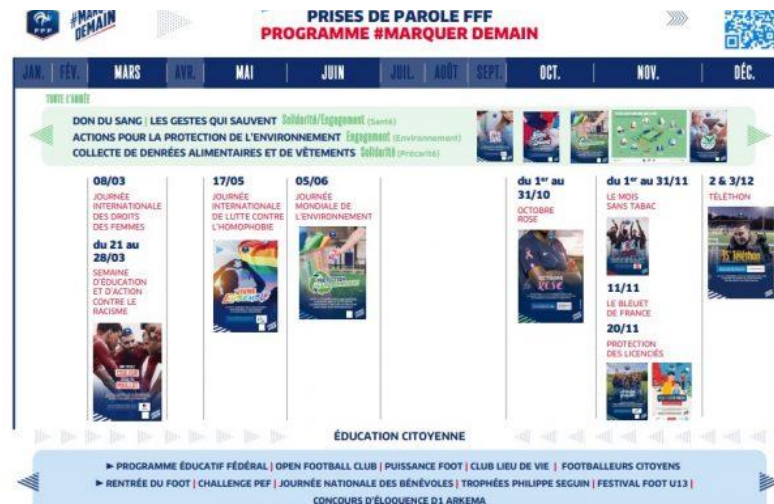 FFF
#MARQUER
DEMAIN
PRISES DE PAROLE FFF
PROGRAMME #MARQUER DEMAIN
JAN. FÉV. MARS AVR. MAI JUIN JUIL. AOÛT SEPT. OCT. NOV. DÉC.
TOUTE L'ANNÉE
DON DU SANG | LES GESTES QUI SAUVENT Solidarité/Engagement (Santé)
ACTIONS POUR LA PROTECTION DE L'ENVIRONNEMENT Engagement (Environnement)
COLLECTE DE DENRÉES ALIMENTAIRES ET DE VÊTEMENTS Solidarité (Précarité)
08/03
JOURNÉE
INTERNATIONALE
DES DROITS
DES FEMMES
du 21 au
28/03
SEMAINE
D'ÉDUCATION
ET D'ACTION
CONTRE LE
RACISME
17/05
JOURNÉE
INTERNATIONALE
DE LUTTE CONTRE
L'HOMOPHOBIE
05/06
JOURNÉE
MONDIALE DE
L'ENVIRONNEMENT
du 1er au
31/10
OCTOBRE
ROSE
du 1er au 31/11
LE MOIS
SANS TABAC
11/11
LE BLEUET
DE FRANCE
20/11
PROTECTION
DES LICENCIÉS
2 & 3/12
TÉLÉTHON
ÉDUCATION CITOYENNE
► PROGRAMME ÉDUCATIF FÉDÉRAL | OPEN FOOTBALL CLUB | PUISSANCE FOOT | CLUB LIEU DE VIE | FOOTBALLEURS CITOYENS
► RENTRÉE DU FOOT | CHALLENGE PEF | JOURNÉE NATIONALE DES BÉNÉVOLES | TROPHÉES PHILIPPE SEGUIN | FESTIVAL FOOT U13 |
CONCOURS D'ÉLOQUENCE D1 ARKEMA